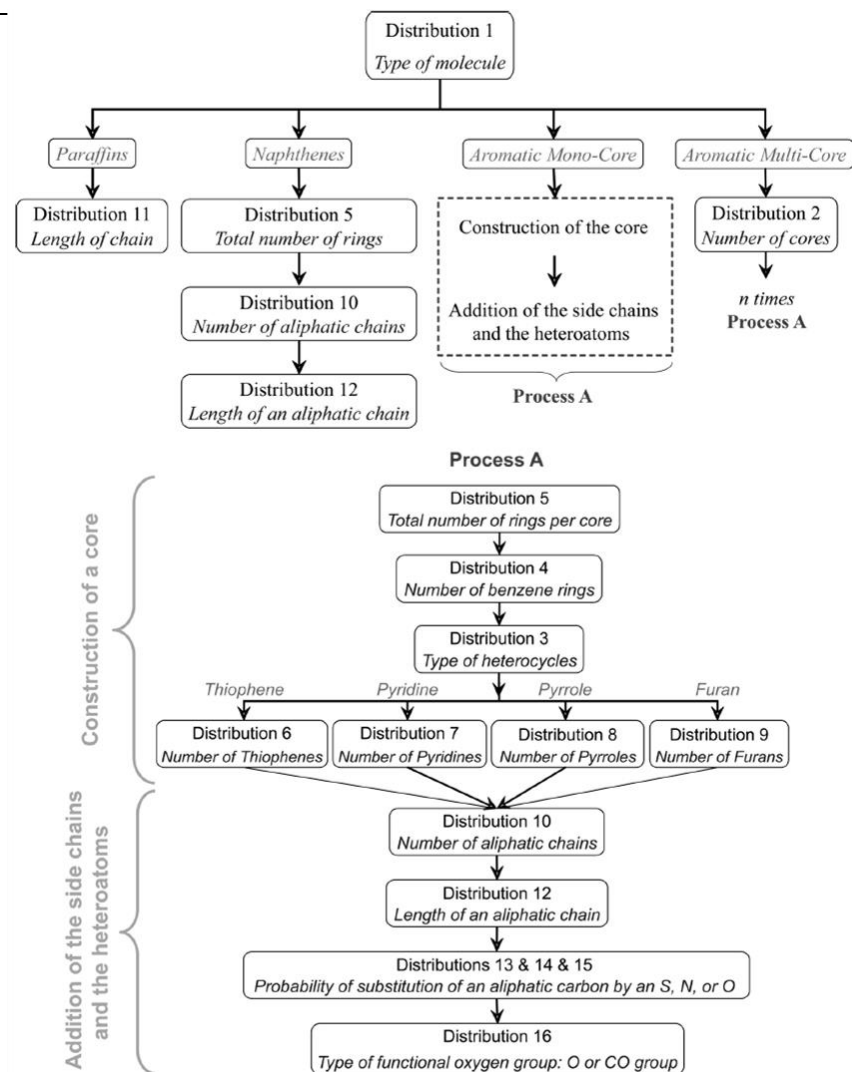 Distribution 1
Type of molecule
Paraffins
Naphthenes
Aromatic Mono-Core
Aromatic Multi-Core
Distribution 11
Length of chain
Distribution 5
Total number of rings
Distribution 10
Number of aliphatic chains
Distribution 12
Length of an aliphatic chain
Construction of the core
Addition of the side chains
and the heteroatoms
Process A
Distribution 2
Number of cores
n times
Process A
Process A
Construction of a core
Distribution 5
Total number of rings per core
Distribution 4
Number of benzene rings
Distribution 3
Type of heterocycles
Thiophene
Pyridine
Pyrrole
Furan
Distribution 6
Number of Thiophenes
Distribution 7
Number of Pyridines
Distribution 8
Number of Pyrroles
Distribution 9
Number of Furans
Addition of the side chains
and the heteroatoms
Distribution 10
Number of aliphatic chains
Distribution 12
Length of an aliphatic chain
Distributions 13 & 14 & 15
Probability of substitution of an aliphatic carbon by an S, N, or O
Distribution 16
Type of functional oxygen group: O or CO group